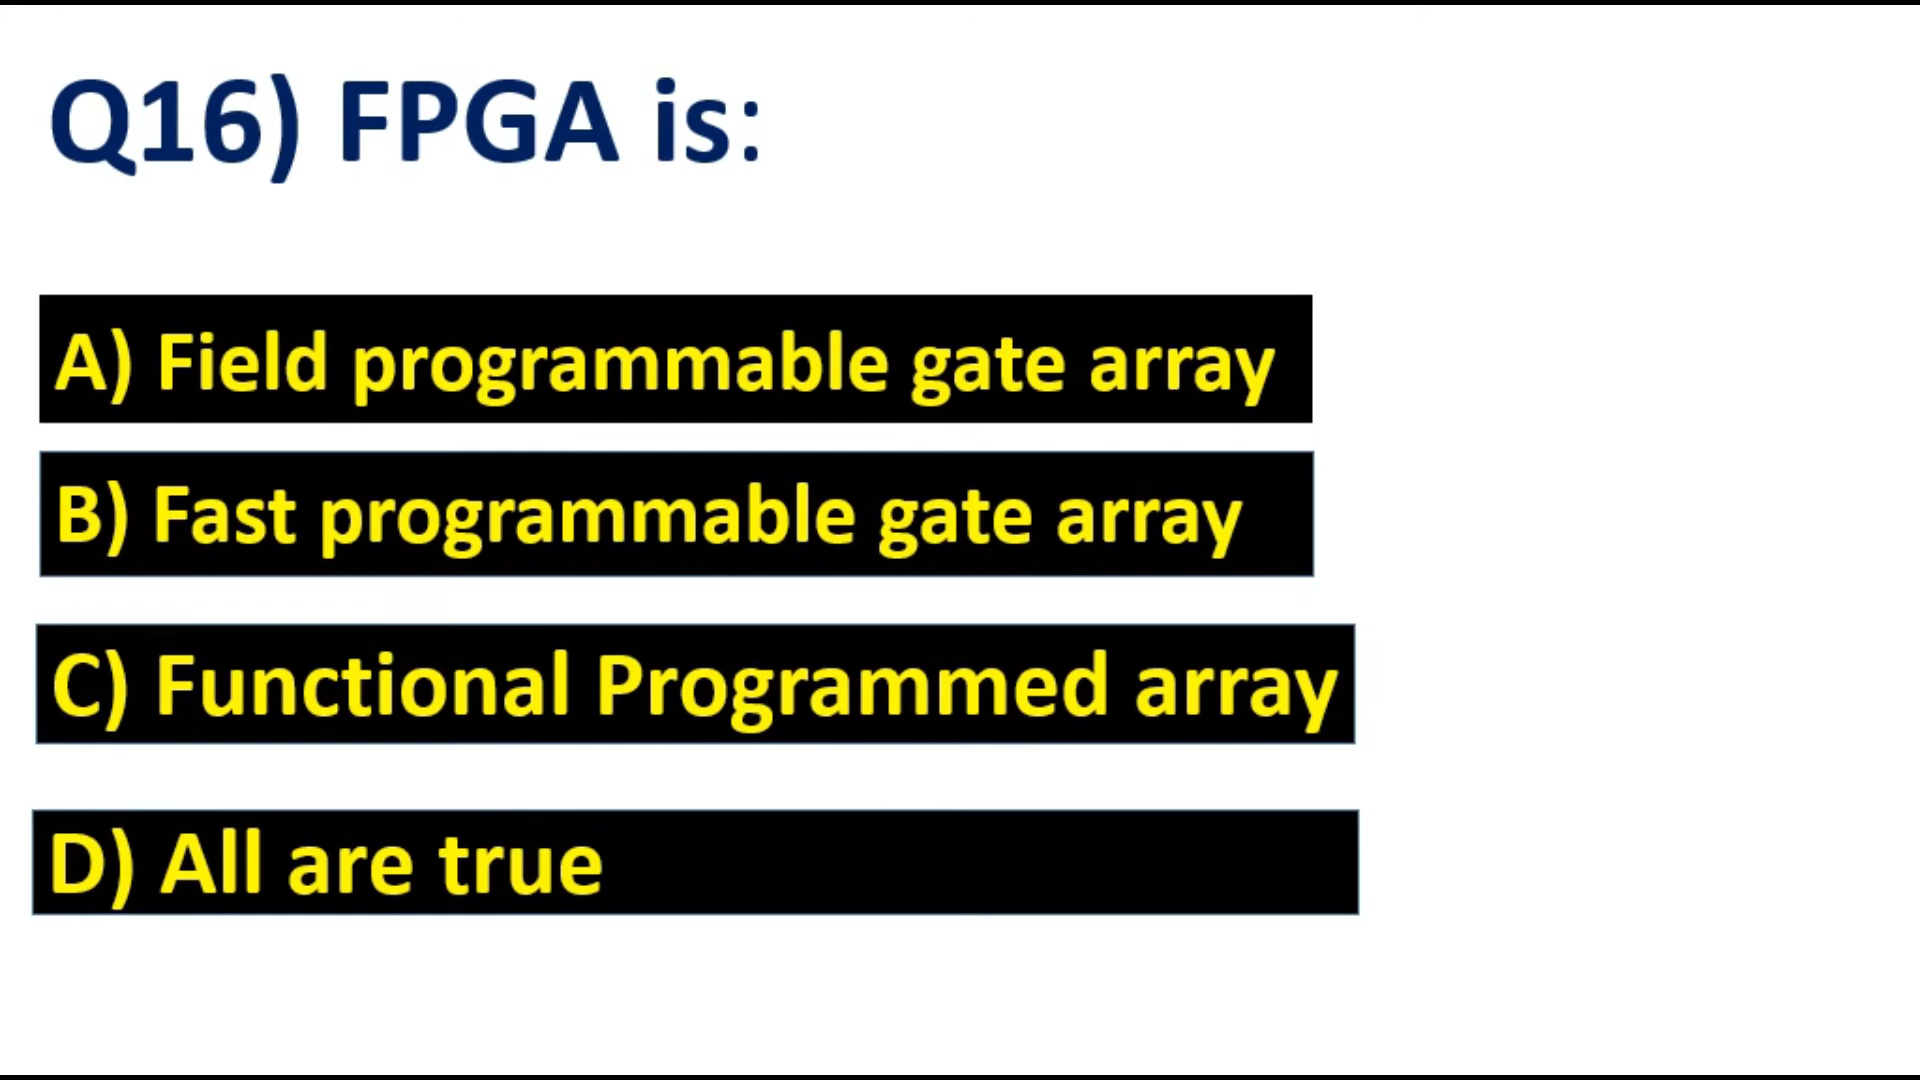 Q16) FPGA is:
A) Field programmable gate array
B) Fast programmable gate array
C) Functional Programmed array
D) All are true